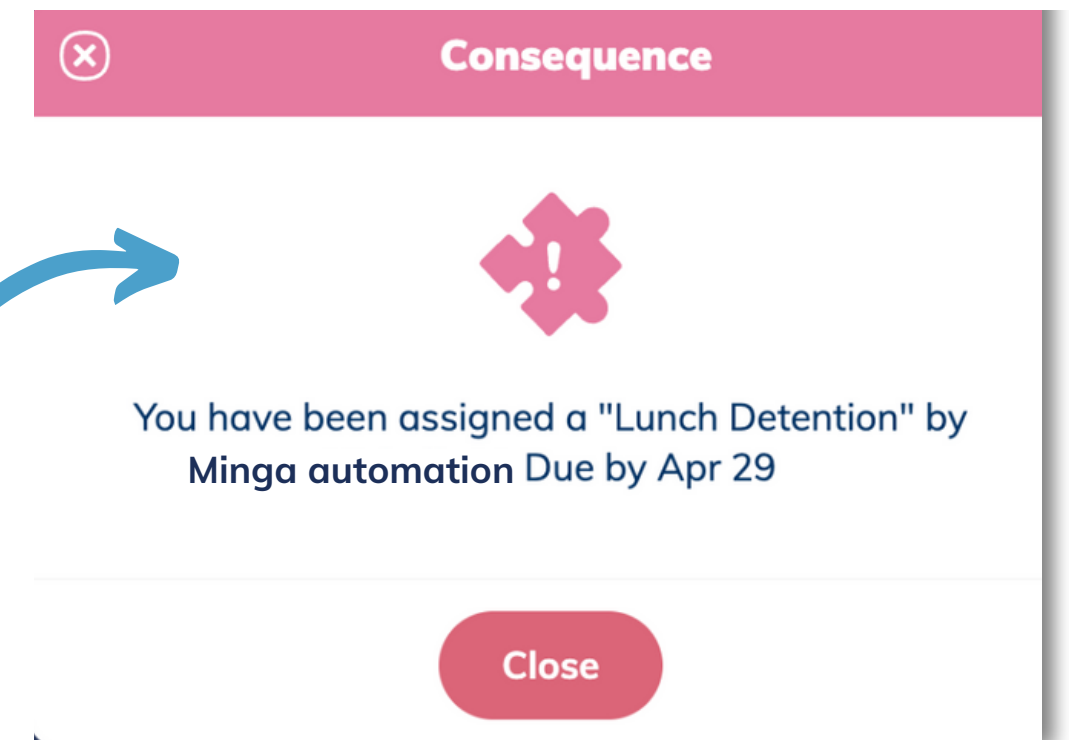 Consequence
You have been assigned a "Lunch Detention" by
Minga automation Due by Apr 29
Close